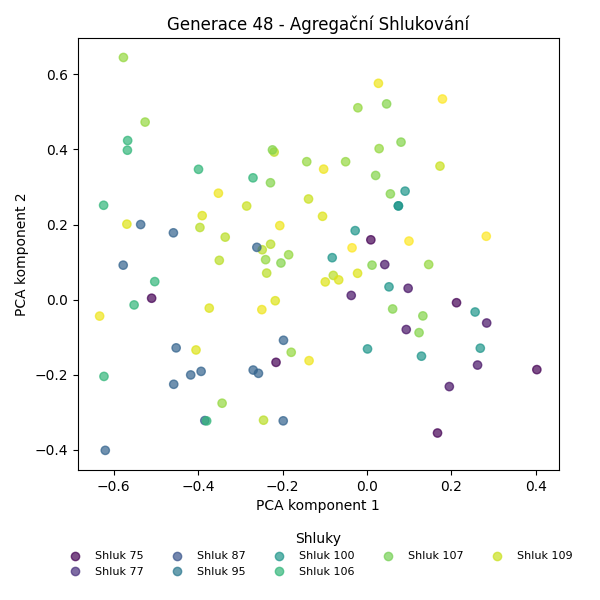 Generace 48 - Agregační Shlukování
PCA komponent 2
0.6
0.4
0.2
0.0
−0.2
−0.4
−0.6 −0.4 −0.2 0.0 0.2 0.4
PCA komponent 1
Shluky
Shluk 75 Shluk 87 Shluk 100 Shluk 107 Shluk 109
Shluk 77 Shluk 95 Shluk 106